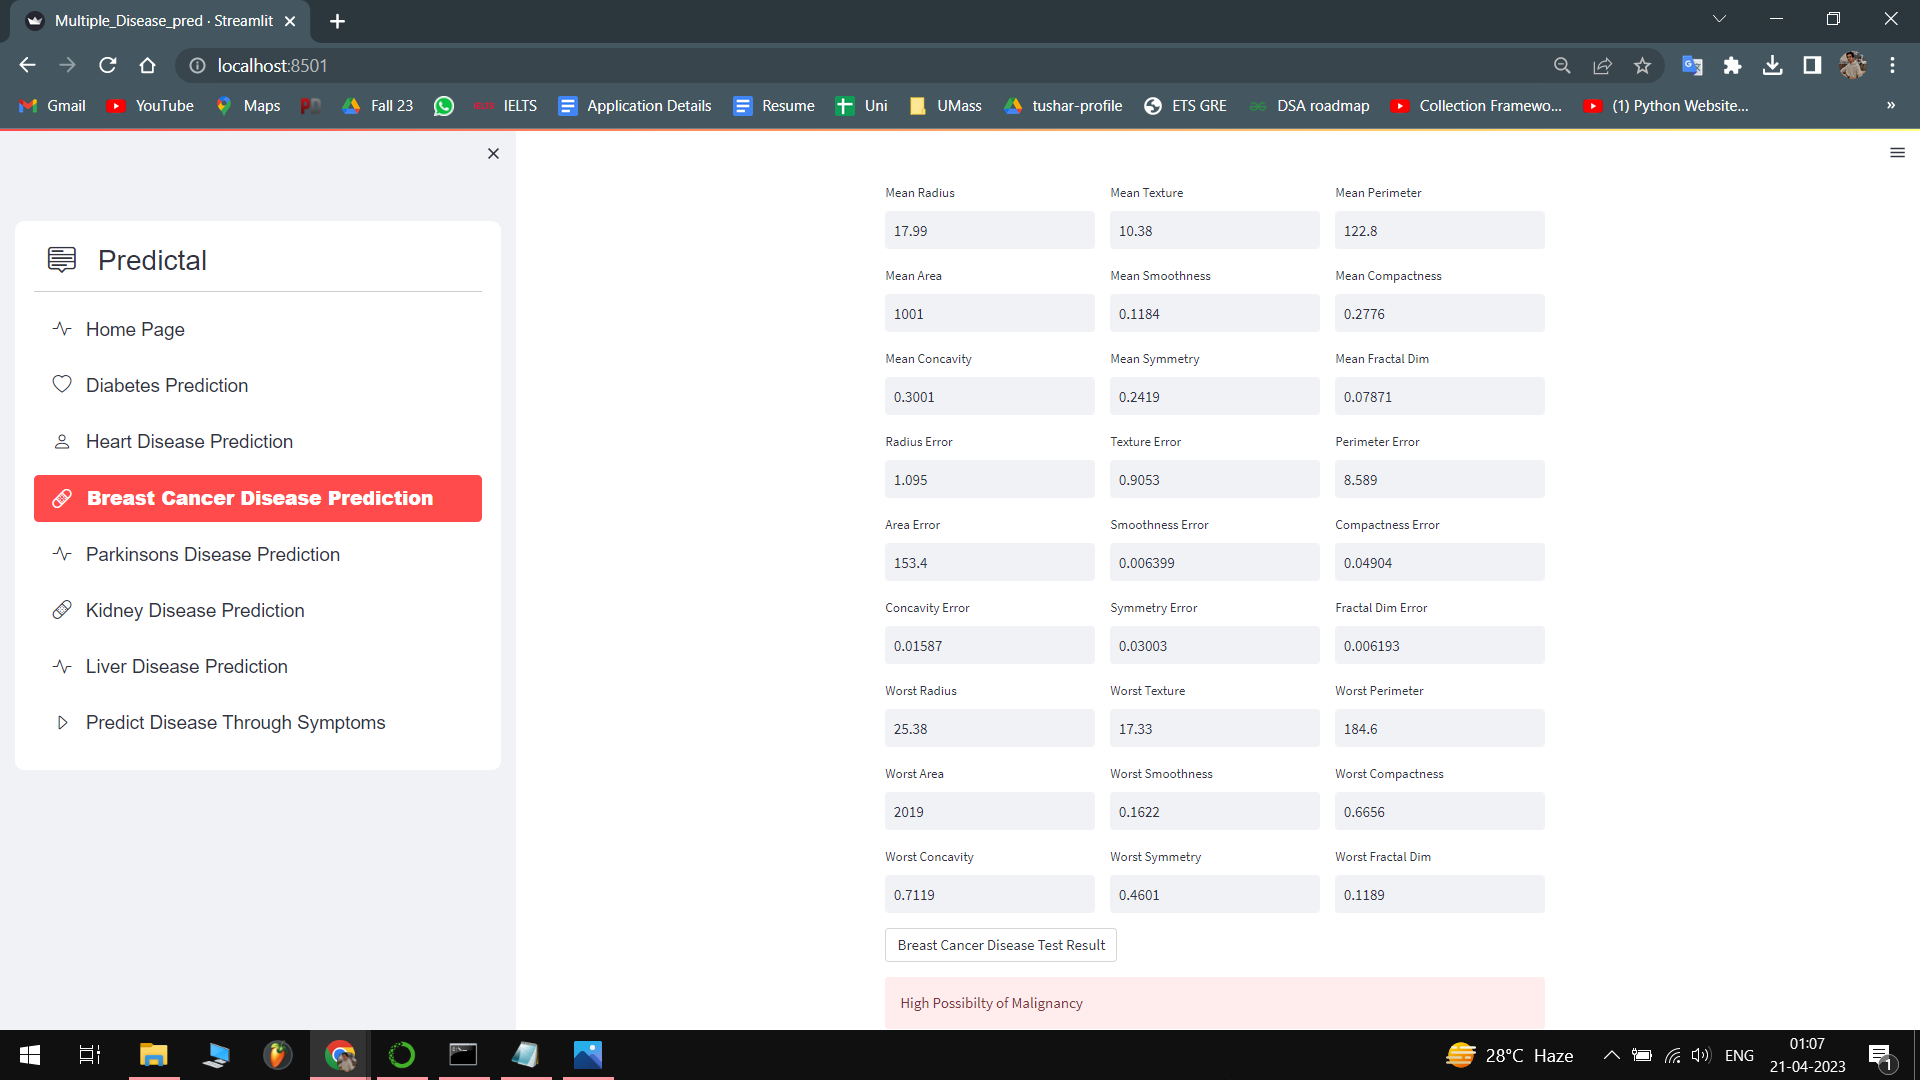 Multiple_Disease_pred · Streamlit
localhost:8501
Gmail YouTube Maps Fall 23 IELTS Application Details Resume Uni UMass tushar-profile ETS GRE DSA roadmap Collection Framewo... (1) Python Website... »
Predictal
Home Page
Diabetes Prediction
Heart Disease Prediction
Breast Cancer Disease Prediction
Parkinsons Disease Prediction
Kidney Disease Prediction
Liver Disease Prediction
Predict Disease Through Symptoms
Mean Radius Mean Texture Mean Perimeter
17.99 10.38 122.8
Mean Area Mean Smoothness Mean Compactness
1001 0.1184 0.2776
Mean Concavity Mean Symmetry Mean Fractal Dim
0.3001 0.2419 0.07871
Radius Error Texture Error Perimeter Error
1.095 0.9053 8.589
Area Error Smoothness Error Compactness Error
153.4 0.006399 0.04904
Concavity Error Symmetry Error Fractal Dim Error
0.01587 0.03003 0.006193
Worst Radius Worst Texture Worst Perimeter
25.38 17.33 184.6
Worst Area Worst Smoothness Worst Compactness
2019 0.1622 0.6656
Worst Concavity Worst Symmetry Worst Fractal Dim
0.7119 0.4601 0.1189
Breast Cancer Disease Test Result
High Possibilty of Malignancy
28°C Haze ENG 01:07
21-04-2023
1